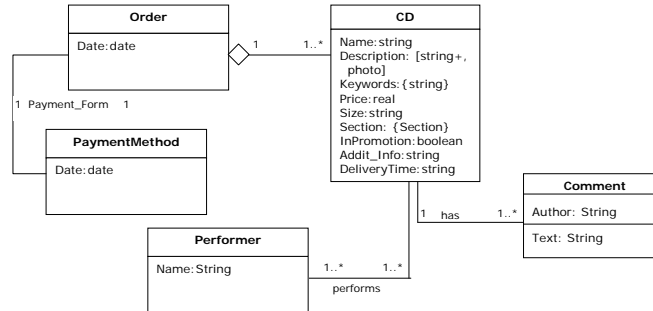 Order
Date:date
1
1..*
CD
Name:string
Description: [string+,
photo]
Keywords:{string}
Price:real
Size:string
Section: {Section}
InPromotion:boolean
Addit_Info:string
DeliveryTime:string
1 Payment_Form 1
PaymentMethod
Date:date
Comment
Author: String
Text: String
1 has 1..*
Performer
Name:String
1..* 1..*
performs